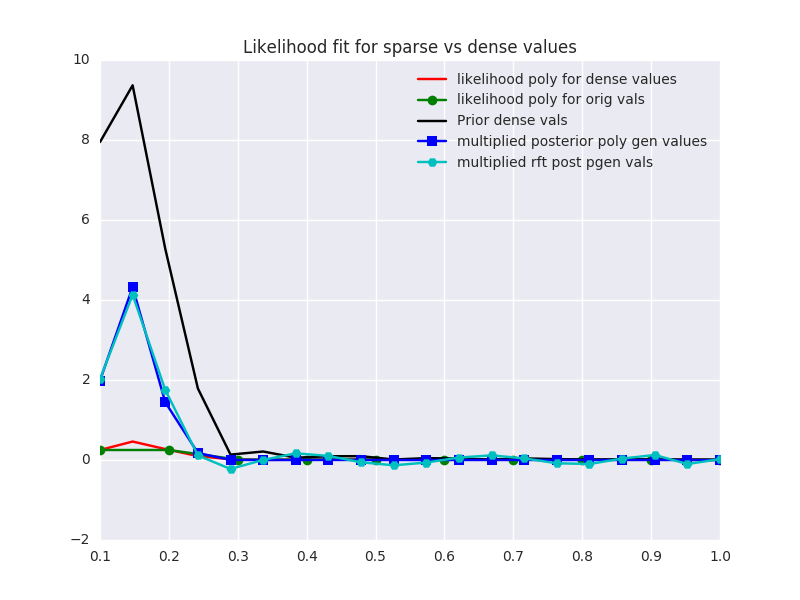 Likelihood fit for sparse vs dense values
likelihood poly for dense values
likelihood poly for orig vals
Prior dense vals
multiplied posterior poly gen values
multiplied rft post pgen vals
10
8
6
4
2
0
−2
0.1 0.2 0.3 0.4 0.5 0.6 0.7 0.8 0.9 1.0